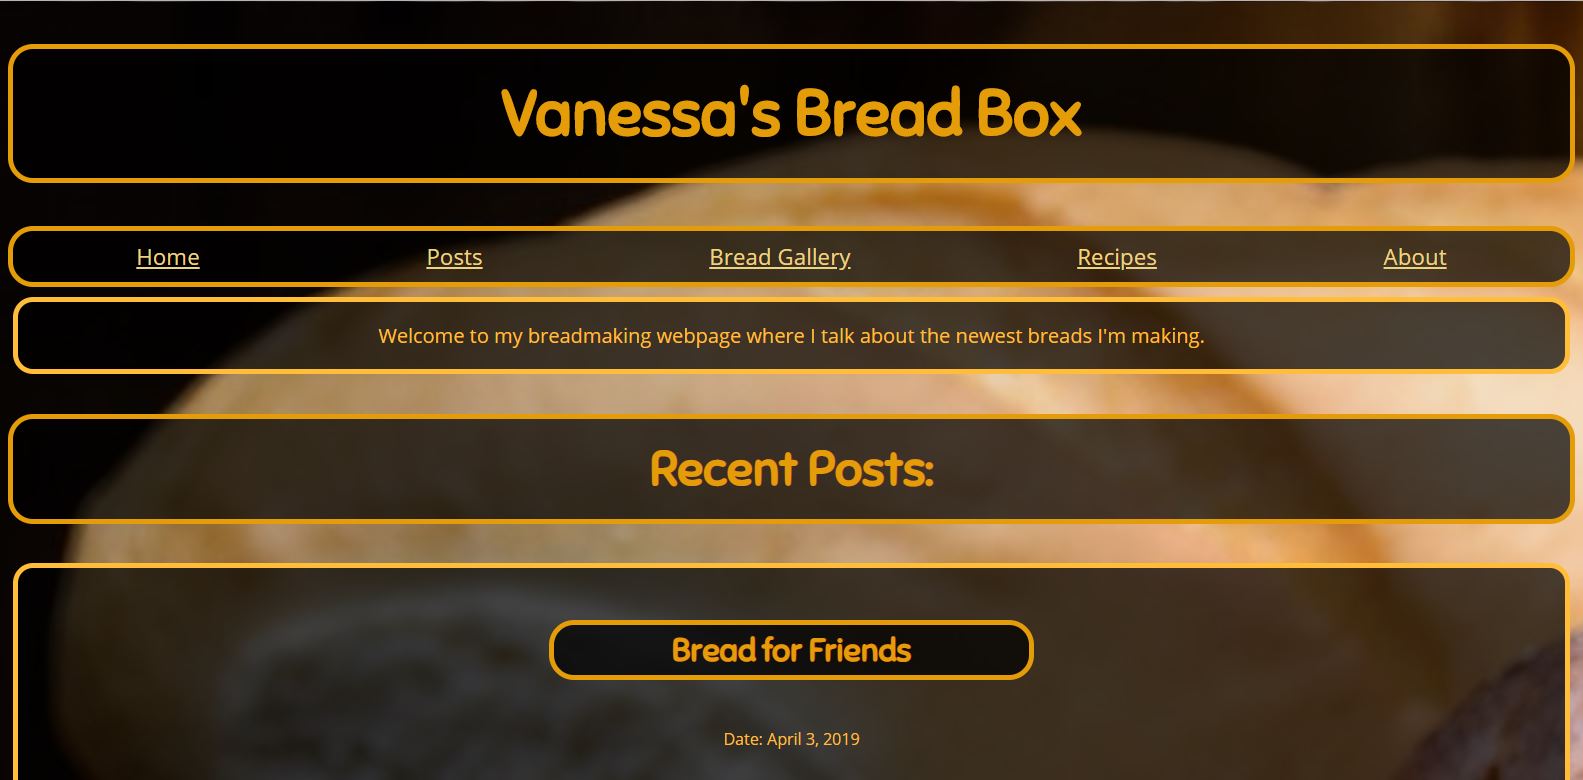 Vanessa's Bread Box
Home Posts Bread Gallery Recipes About
Welcome to my breadmaking webpage where I talk about the newest breads I'm making.
Recent Posts:
Bread for Friends
Date: April 3, 2019